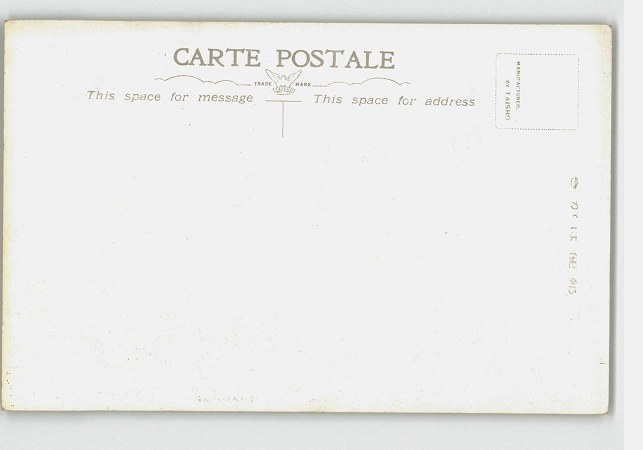 CARTE POSTALE
TRADE MARK
This space for message
This space for address
MANUFACTURED
BY TAISHO